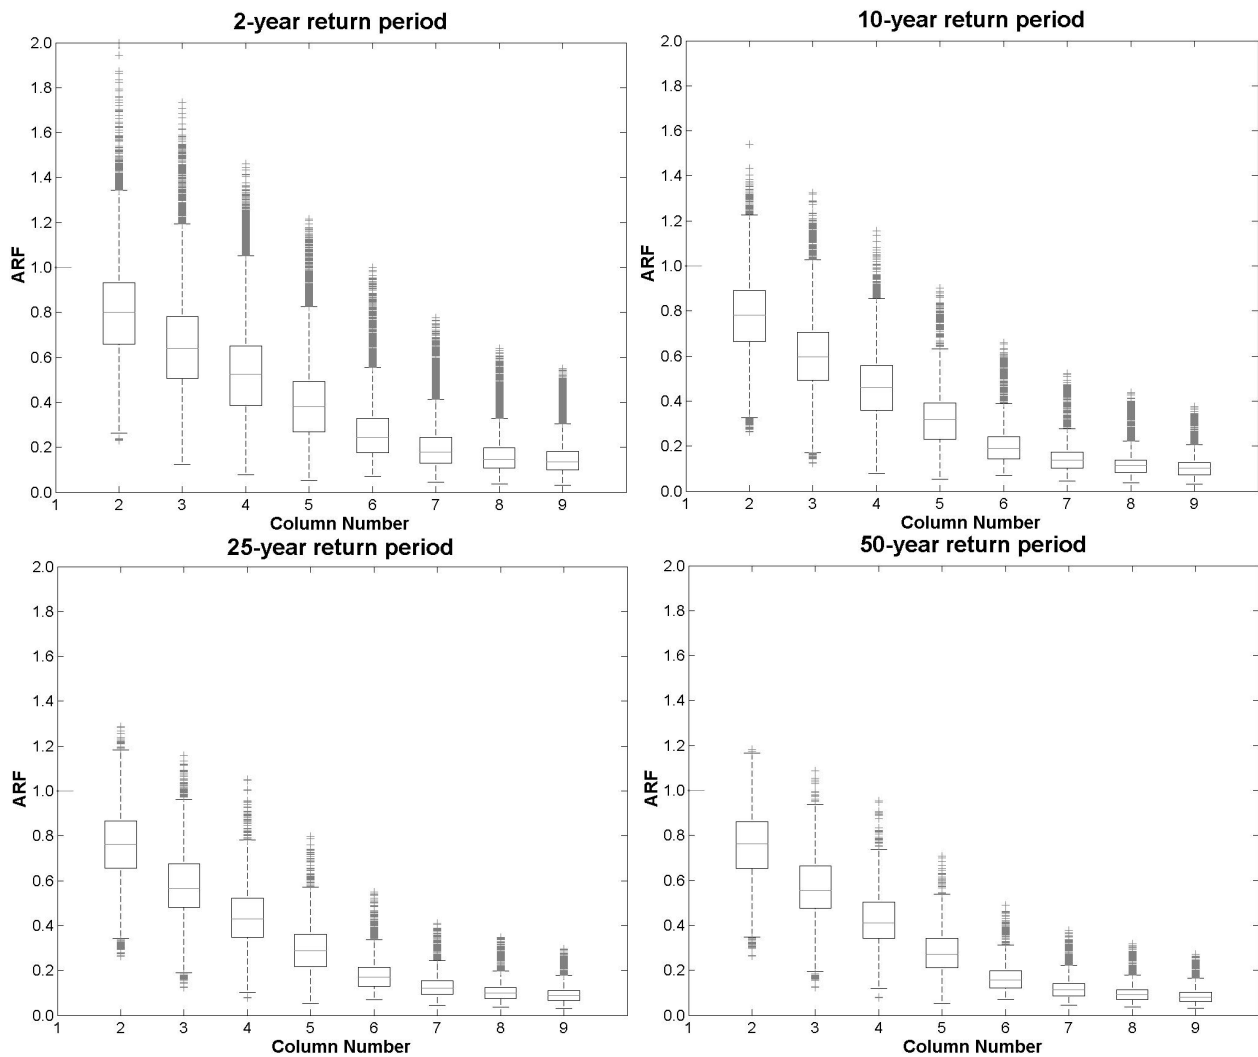 2-year return period
2.0
1.8
1.6
1.4
1.2
1.0
0.8
0.6
0.4
0.2
0.0
ARF
1 2 3 4 5 6 7 8 9
Column Number
10-year return period
2.0
1.8
1.6
1.4
1.2
1.0
0.8
0.6
0.4
0.2
0.0
ARF
1 2 3 4 5 6 7 8 9
Column Number
25-year return period
2.0
1.8
1.6
1.4
1.2
1.0
0.8
0.6
0.4
0.2
0.0
ARF
1 2 3 4 5 6 7 8 9
Column Number
50-year return period
2.0
1.8
1.6
1.4
1.2
1.0
0.8
0.6
0.4
0.2
0.0
ARF
1 2 3 4 5 6 7 8 9
Column Number